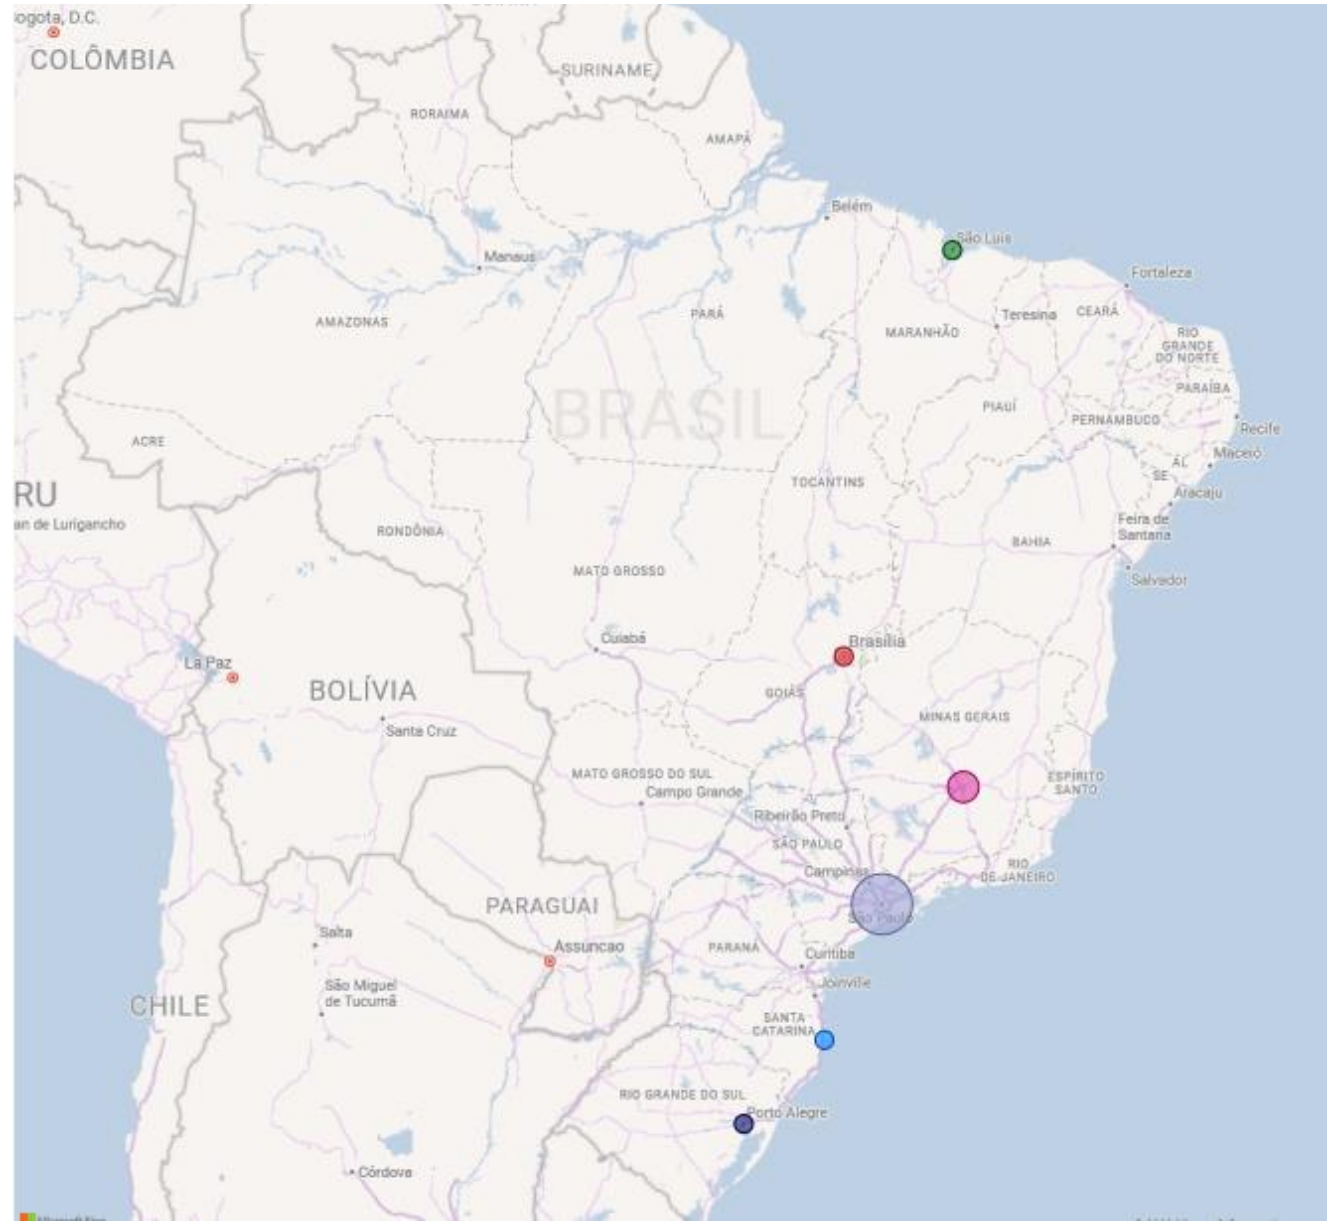 ogota, D.C.
COLÔMBIA
SURINAME
RORAIMA
AMAPÁ
Belém
São Luis
Manaus
Fortaleza
AMAZONAS
PARÁ
MARANHÃO
Teresina
CEARÁ
RIO
GRANDE
DO NORTE
BRASIL
PARAÍBA
PIAUÍ
PERNAMBUCO
Recife
ACRE
Maceió
AL
SE
TOCANTINS
Aracaju
RU
an de Lurigancho
RONDÔNIA
Feira de
Santana
BAHIA
MATO GROSSO
Salvador
Cuiabá
Brasília
La Paz
BOLÍVIA
GOIÁS
Santa Cruz
MINAS GERAIS
MATO GROSSO DO SUL
Campo Grande
ESPÍRITO
SANTO
Ribeirão Preto
SÃO PAULO
Campinas
RIO
DE JANEIRO
PARAGUAI
São Paulo
Salta
Assuncao
PARANÁ
Curitiba
São Miguel
de Tucumã
Joinville
CHILE
SANTA
CATARINA
RIO GRANDE DO SUL
Porto Alegre
Córdova